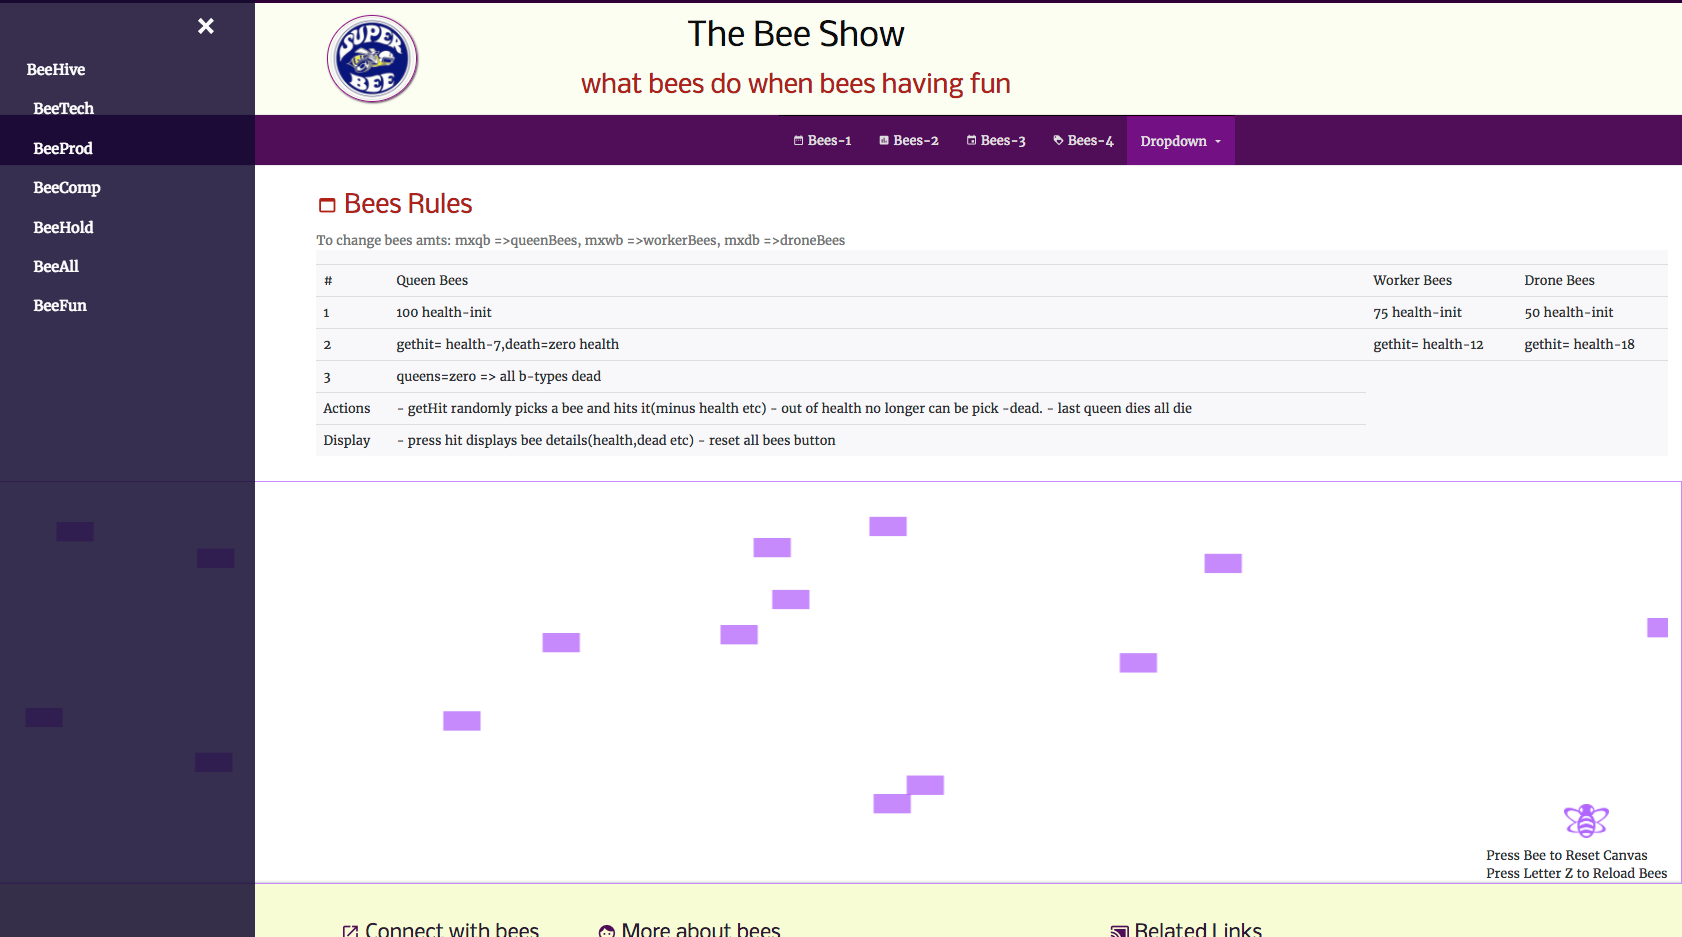 ×
BeeHive
BeeTech
BeeProd
BeeComp
BeeHold
BeeAll
BeeFun
SUPER
BEE
The Bee Show
what bees do when bees having fun
Bees-1 Bees-2 Bees-3 Bees-4 Dropdown
Bees Rules
To change bees amts: mxqb =>queenBees, mxwb =>workerBees, mxdb =>droneBees
# Queen Bees Worker Bees Drone Bees
1 100 health-init 75 health-init 50 health-init
2 gethit= health-7,death=zero health gethit= health-12 gethit= health-18
3 queens=zero => all b-types dead
Actions - getHit randomly picks a bee and hits it(minus health etc) - out of health no longer can be pick -dead. - last queen dies all die
Display - press hit displays bee details(health,dead etc) - reset all bees button
Press Bee to Reset Canvas
Press Letter Z to Reload Bees
Connect with bees More about bees Related Links